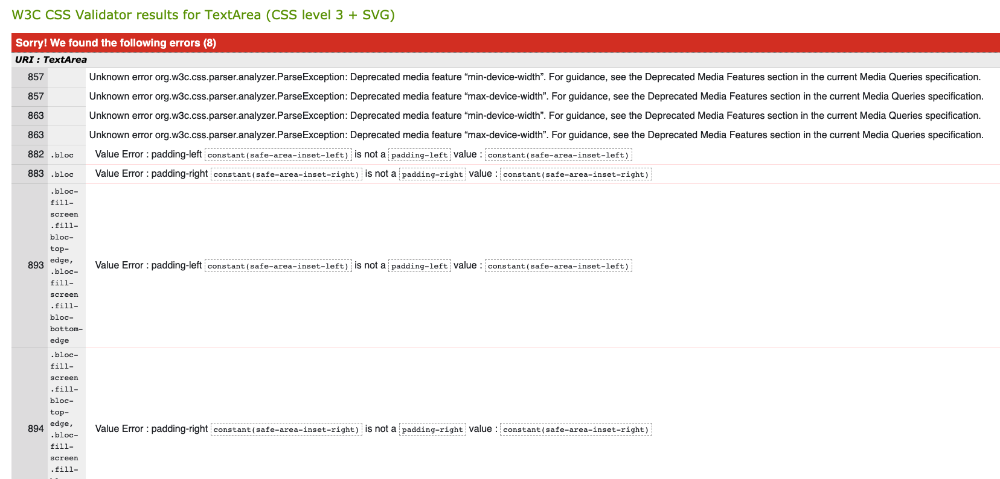 W3C CSS Validator results for TextArea (CSS level 3 + SVG)
Sorry! We found the following errors (8)
URI : TextArea
857 Unknown error org.w3c.css.parser.analyzer.ParseException: Deprecated media feature “min-device-width”. For guidance, see the Deprecated Media Features section in the current Media Queries specification.
857 Unknown error org.w3c.css.parser.analyzer.ParseException: Deprecated media feature “max-device-width”. For guidance, see the Deprecated Media Features section in the current Media Queries specification.
863 Unknown error org.w3c.css.parser.analyzer.ParseException: Deprecated media feature “min-device-width”. For guidance, see the Deprecated Media Features section in the current Media Queries specification.
863 Unknown error org.w3c.css.parser.analyzer.ParseException: Deprecated media feature “max-device-width”. For guidance, see the Deprecated Media Features section in the current Media Queries specification.
882 .bloc Value Error : padding-left constant(safe-area-inset-left) is not a padding-left value : constant(safe-area-inset-left)
883 .bloc Value Error : padding-right constant(safe-area-inset-right) is not a padding-right value : constant(safe-area-inset-right)
893
.bloc-
fill-
screen
.fill-
bloc-
top-
edge,
.bloc-
fill-
screen
.fill-
bloc-
bottom-
edge
Value Error : padding-left constant(safe-area-inset-left) is not a padding-left value : constant(safe-area-inset-left)
894
.bloc-
fill-
screen
.fill-
bloc-
top-
edge,
.bloc-
fill-
screen
.fill-
Value Error : padding-right constant(safe-area-inset-right) is not a padding-right value : constant(safe-area-inset-right)